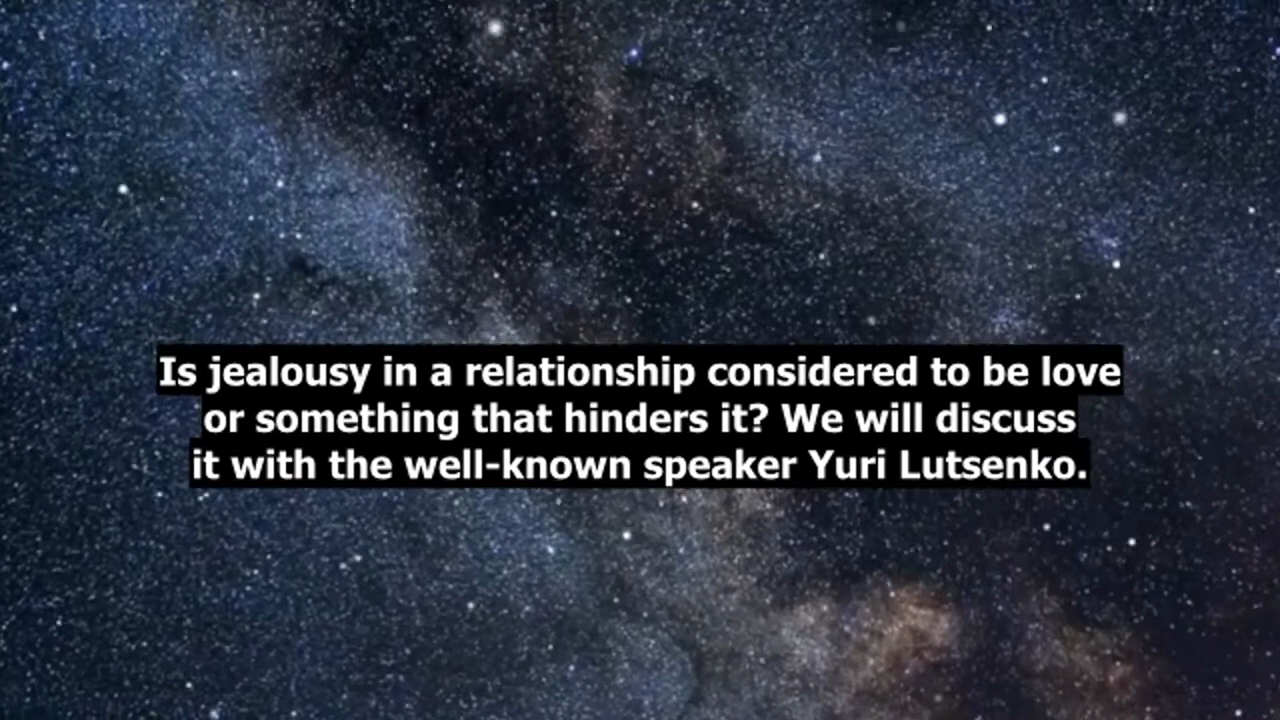 Is jealousy in a relationship considered to be love
or something that hinders it? We will discuss
it with the well-known speaker Yuri Lutsenko.